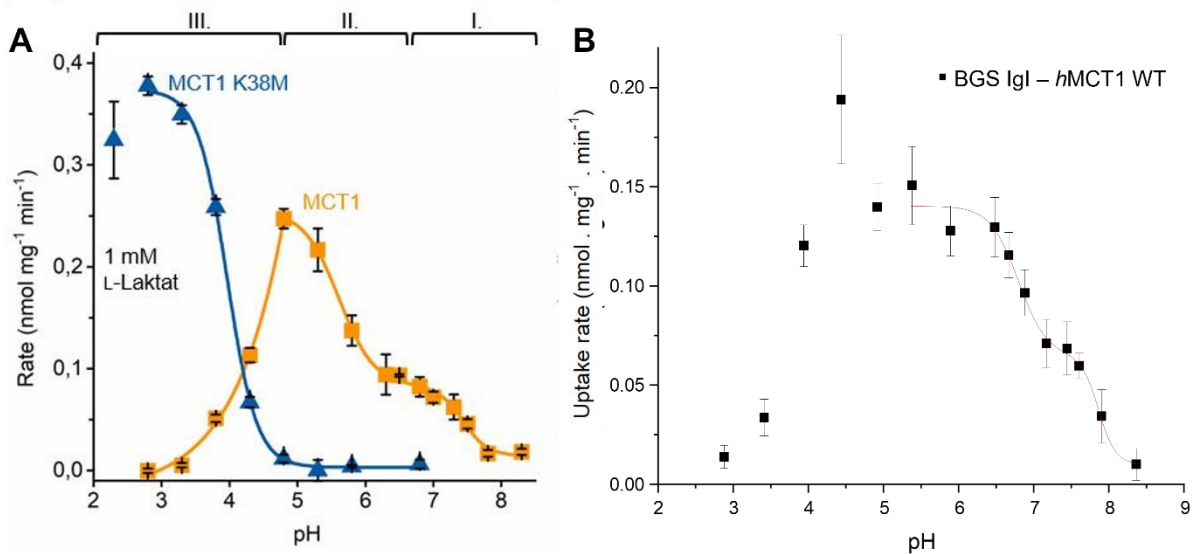 III. II. I.
A
B
0,4
0,3
0,2
0,1
0,0
Rate (nmol mg⁻¹ min⁻¹)
MCT1 K38M
MCT1
1 mM
L-Laktat
2 3 4 5 6 7 8
pH
BGS IgI – hMCT1 WT
0.20
0.15
0.10
0.05
0.00
Uptake rate (nmol . mg⁻¹ . min⁻¹)
2 3 4 5 6 7 8 9
pH